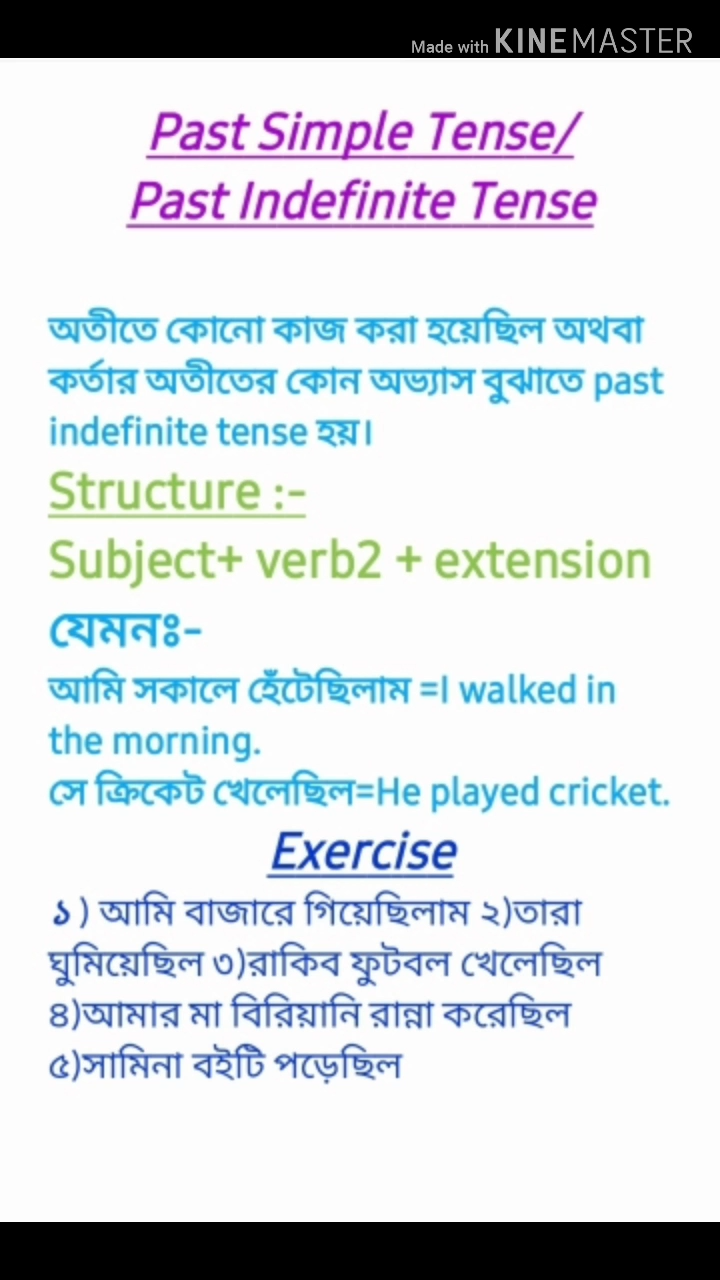 Made with KINEMASTER
Past Simple Tense/
Past Indefinite Tense
অতীতে কোনো কাজ করা হয়েছিল অথবা
কর্তার অতীতের কোন অভ্যাস বুঝাতে past
indefinite tense হয়।
Structure :-
Subject+ verb2 + extension
যেমনঃ-
আমি সকালে হেঁটেছিলাম =I walked in
the morning.
সে ক্রিকেট খেলেছিল=He played cricket.
Exercise
১) আমি বাজারে গিয়েছিলাম ২)তারা
ঘুমিয়েছিল ৩)রাকিব ফুটবল খেলেছিল
৪)আমার মা বিরিয়ানি রান্না করেছিল
৫)সামিনা বইটি পড়েছিল